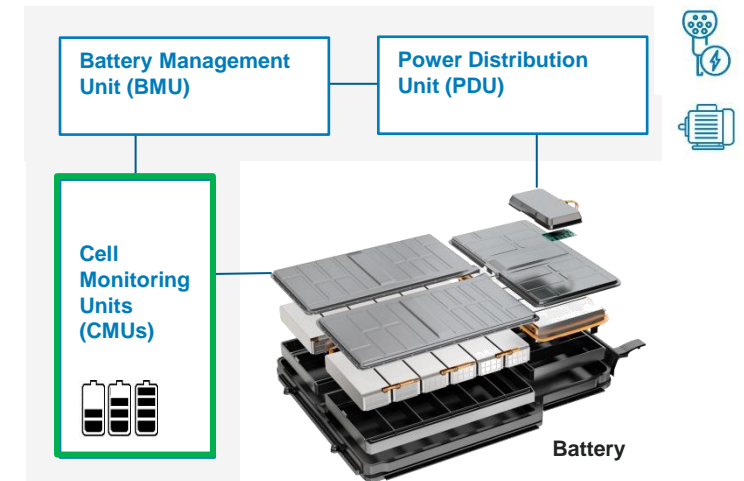 Battery Management
Unit (BMU)
Power Distribution
Unit (PDU)
Cell
Monitoring
Units
(CMUs)
Battery